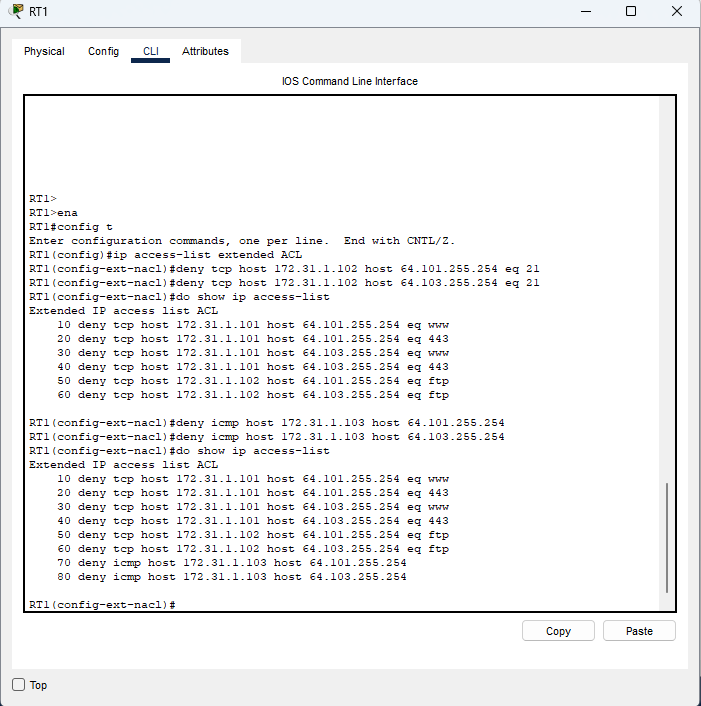 RT1
Physical Config CLI Attributes
IOS Command Line Interface
RT1>
RT1>ena
RT1#config t
Enter configuration commands, one per line.  End with CNTL/Z.
RT1(config)#ip access-list extended ACL
RT1(config-ext-nacl)#deny tcp host 172.31.1.102 host 64.101.255.254 eq 21
RT1(config-ext-nacl)#deny tcp host 172.31.1.102 host 64.103.255.254 eq 21
RT1(config-ext-nacl)#do show ip access-list
Extended IP access list ACL
    10 deny tcp host 172.31.1.101 host 64.101.255.254 eq www
    20 deny tcp host 172.31.1.101 host 64.101.255.254 eq 443
    30 deny tcp host 172.31.1.101 host 64.103.255.254 eq www
    40 deny tcp host 172.31.1.101 host 64.103.255.254 eq 443
    50 deny tcp host 172.31.1.102 host 64.101.255.254 eq ftp
    60 deny tcp host 172.31.1.102 host 64.103.255.254 eq ftp
RT1(config-ext-nacl)#deny icmp host 172.31.1.103 host 64.101.255.254
RT1(config-ext-nacl)#deny icmp host 172.31.1.103 host 64.103.255.254
RT1(config-ext-nacl)#do show ip access-list
Extended IP access list ACL
    10 deny tcp host 172.31.1.101 host 64.101.255.254 eq www
    20 deny tcp host 172.31.1.101 host 64.101.255.254 eq 443
    30 deny tcp host 172.31.1.101 host 64.103.255.254 eq www
    40 deny tcp host 172.31.1.101 host 64.103.255.254 eq 443
    50 deny tcp host 172.31.1.102 host 64.101.255.254 eq ftp
    60 deny tcp host 172.31.1.102 host 64.103.255.254 eq ftp
    70 deny icmp host 172.31.1.103 host 64.101.255.254
    80 deny icmp host 172.31.1.103 host 64.103.255.254
RT1(config-ext-nacl)#
Copy Paste
Top